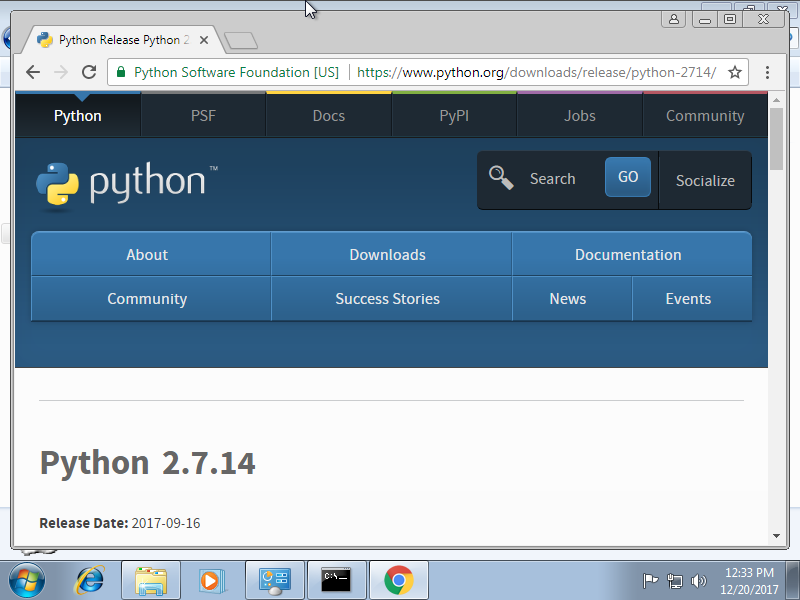 Python Release Python 2
Python Software Foundation [US] https://www.python.org/downloads/release/python-2714/
Python PSF Docs PyPI Jobs Community
python™ Search GO Socialize
About Downloads Documentation
Community Success Stories News Events
Python 2.7.14
Release Date: 2017-09-16
C:\_
12:33 PM
12/20/2017